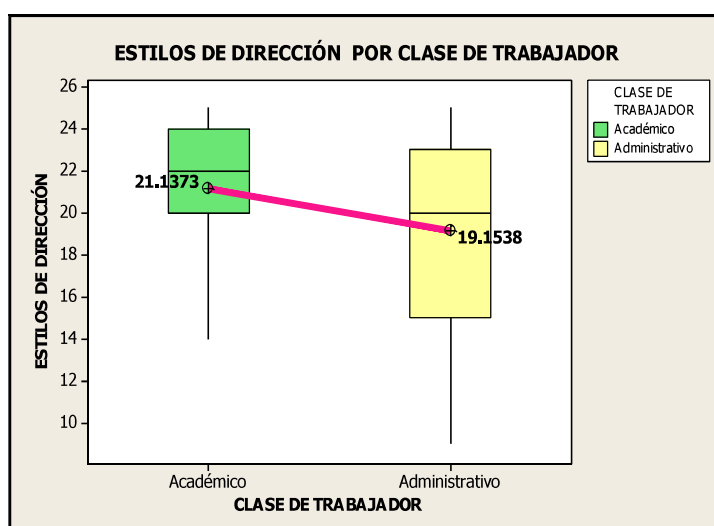 ESTILOS DE DIRECCIÓN POR CLASE DE TRABAJADOR
CLASE DE
TRABAJADOR
Académico
Administrativo
ESTILOS DE DIRECCIÓN
26
24
22
20
18
16
14
12
10
21.1373
19.1538
Académico
Administrativo
CLASE DE TRABAJADOR